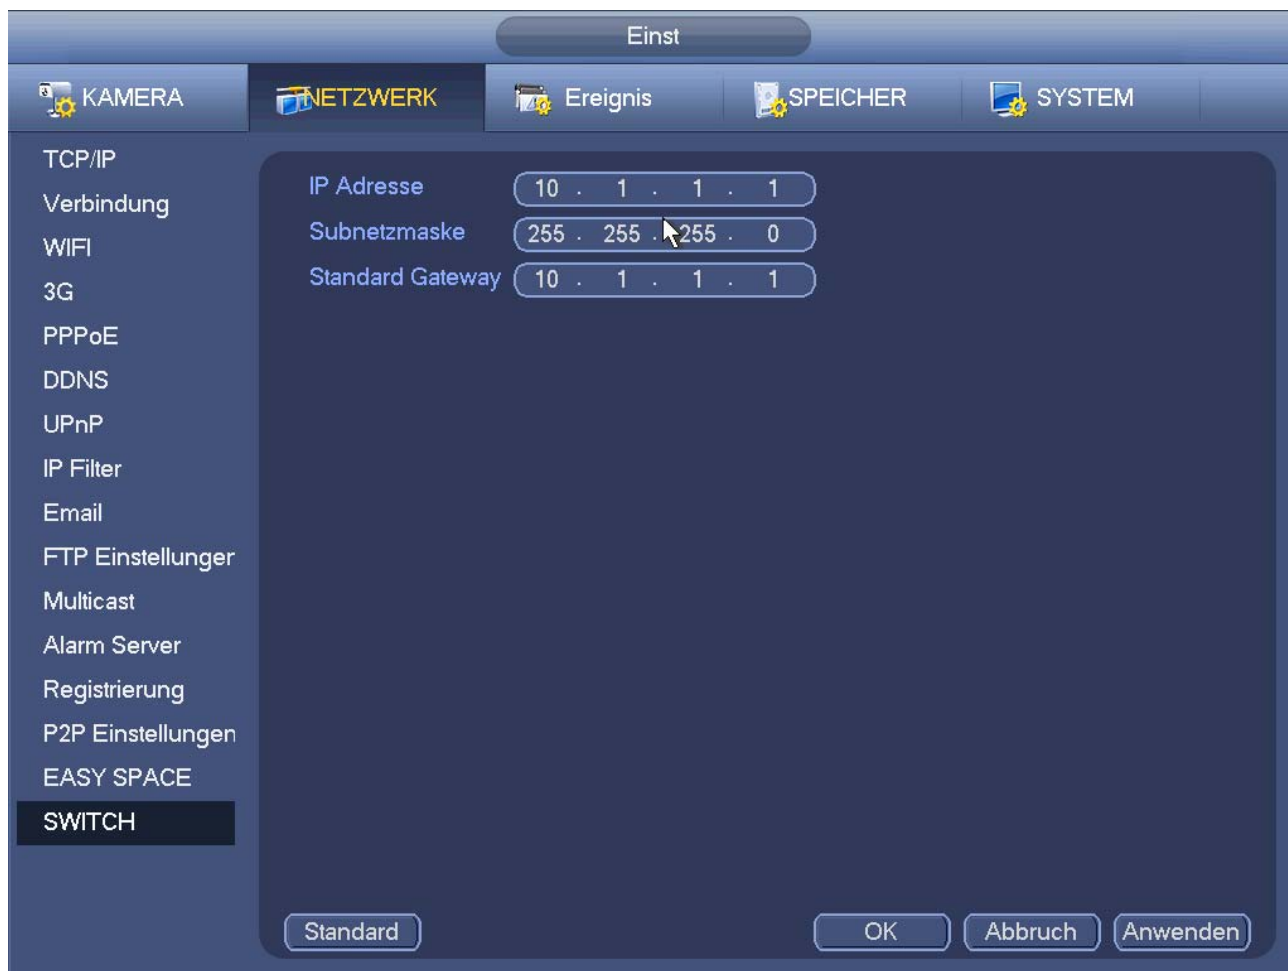 Einst
KAMERA NETZWERK Ereignis SPEICHER SYSTEM
TCP/IP
Verbindung
WIFI
3G
PPPoE
DDNS
UPnP
IP Filter
Email
FTP Einstellunger
Multicast
Alarm Server
Registrierung
P2P Einstellungen
EASY SPACE
SWITCH
IP Adresse 10 . 1 . 1 . 1
Subnetzmaske 255 . 255 . 255 . 0
Standard Gateway 10 . 1 . 1 . 1
Standard OK Abbruch Anwenden